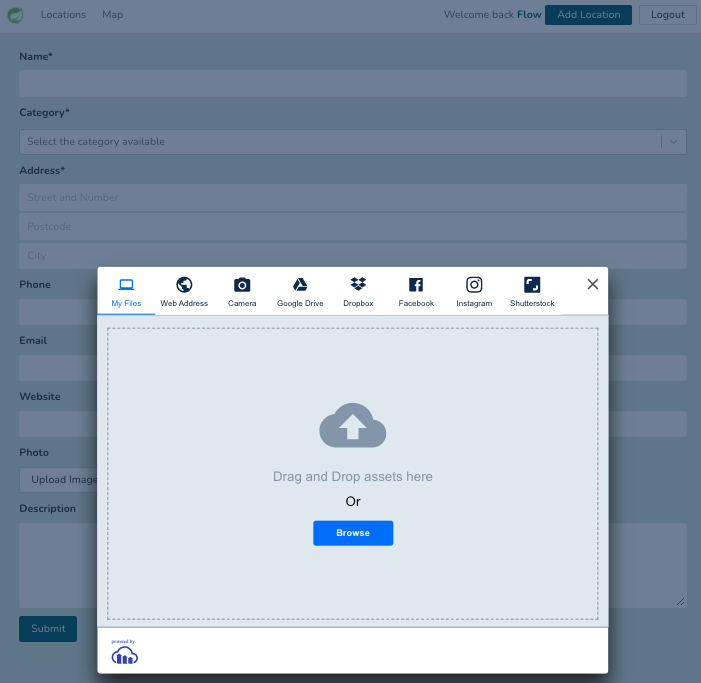 Locations Map Welcome back Flow Add Location Logout
Name*
Category*
Select the category available
Address*
Street and Number
Postcode
City
Phone
Email
Website
Photo
Upload Image
Description
Submit
My Files Web Address Camera Google Drive Dropbox Facebook Instagram Shutterstock
Drag and Drop assets here
Or
Browse
powered by